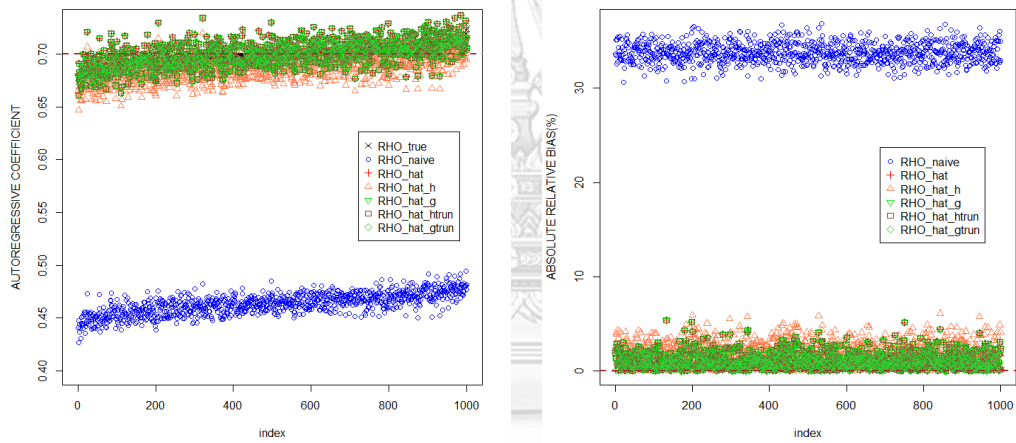 AUTOREGRESSIVE COEFFICIENT
0.70
0.65
0.60
0.55
0.50
0.45
0.40
RHO_true
RHO_naive
RHO_hat
RHO_hat_h
RHO_hat_g
RHO_hat_htrun
RHO_hat_gtrun
0 200 400 600 800 1000
index
ABSOLUTE RELATIVE BIAS(%)
30
20
10
0
RHO_naive
RHO_hat
RHO_hat_h
RHO_hat_g
RHO_hat_htrun
RHO_hat_gtrun
0 200 400 600 800 1000
index